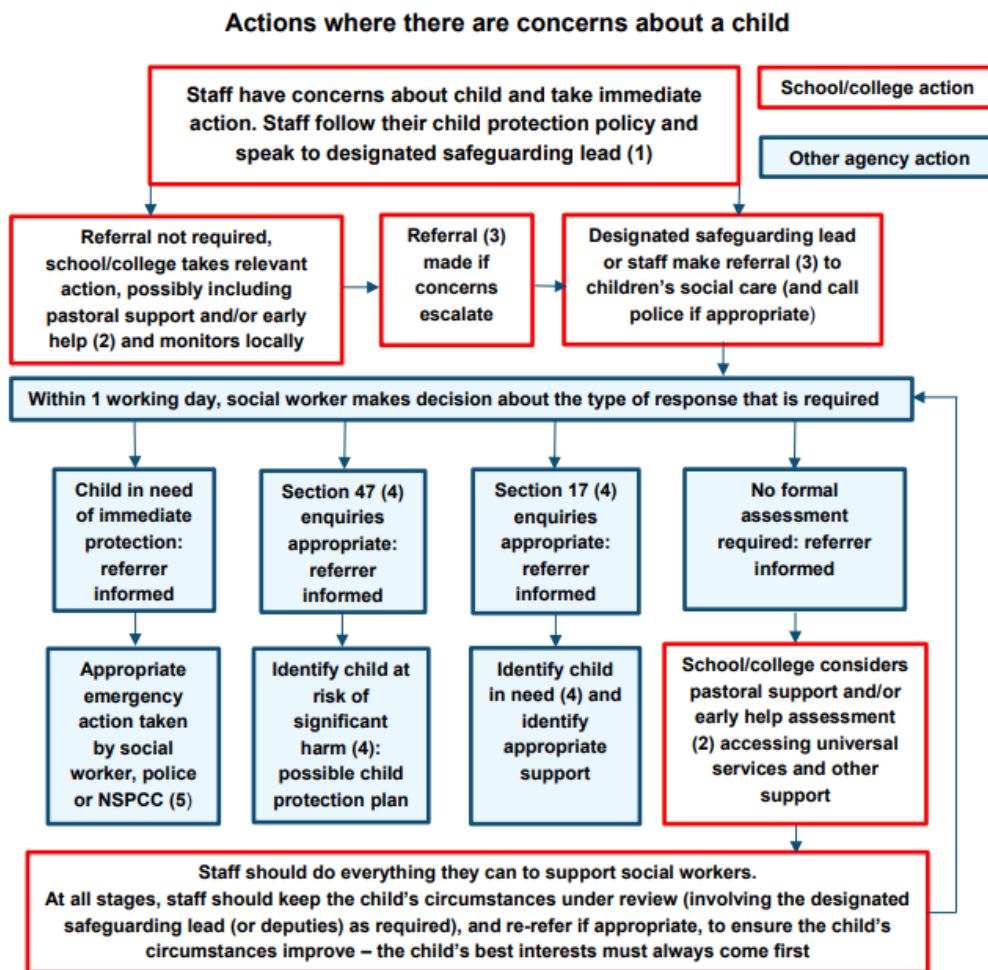 Actions where there are concerns about a child
Staff have concerns about child and take immediate
action. Staff follow their child protection policy and
speak to designated safeguarding lead (1)
School/college action
Other agency action
Referral not required,
school/college takes relevant
action, possibly including
pastoral support and/or early
help (2) and monitors locally
Referral (3)
made if
concerns
escalate
Designated safeguarding lead
or staff make referral (3) to
children’s social care (and call
police if appropriate)
Within 1 working day, social worker makes decision about the type of response that is required
Child in need
of immediate
protection:
referrer
informed
Section 47 (4)
enquiries
appropriate:
referrer
informed
Section 17 (4)
enquiries
appropriate:
referrer
informed
No formal
assessment
required: referrer
informed
Appropriate
emergency
action taken
by social
worker, police
or NSPCC (5)
Identify child at
risk of
significant
harm (4):
possible child
protection plan
Identify child
in need (4) and
identify
appropriate
support
School/college considers
pastoral support and/or
early help assessment
(2) accessing universal
services and other
support
Staff should do everything they can to support social workers.
At all stages, staff should keep the child’s circumstances under review (involving the designated
safeguarding lead (or deputies) as required), and re-refer if appropriate, to ensure the child’s
circumstances improve – the child’s best interests must always come first